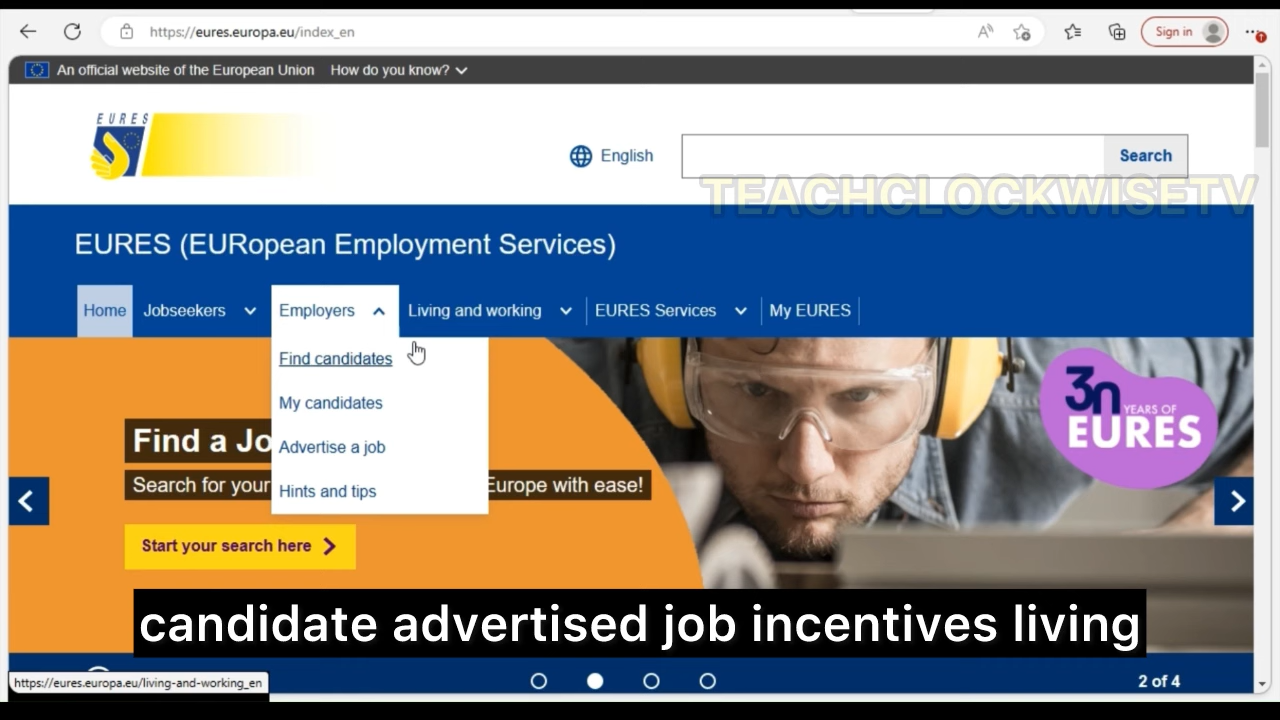 https://eures.europa.eu/index_en
Sign in
An official website of the European Union How do you know?
EURES
English
Search
TEACHCLOCKWISETV
EURES (EURopean Employment Services)
Home Jobseekers Employers Living and working EURES Services My EURES
Find candidates
My candidates
Advertise a job
Hints and tips
Find a Jo
Search for your Europe with ease!
Start your search here
30 YEARS OF
EURES
candidate advertised job incentives living
https://eures.europa.eu/living-and-working_en
2 of 4